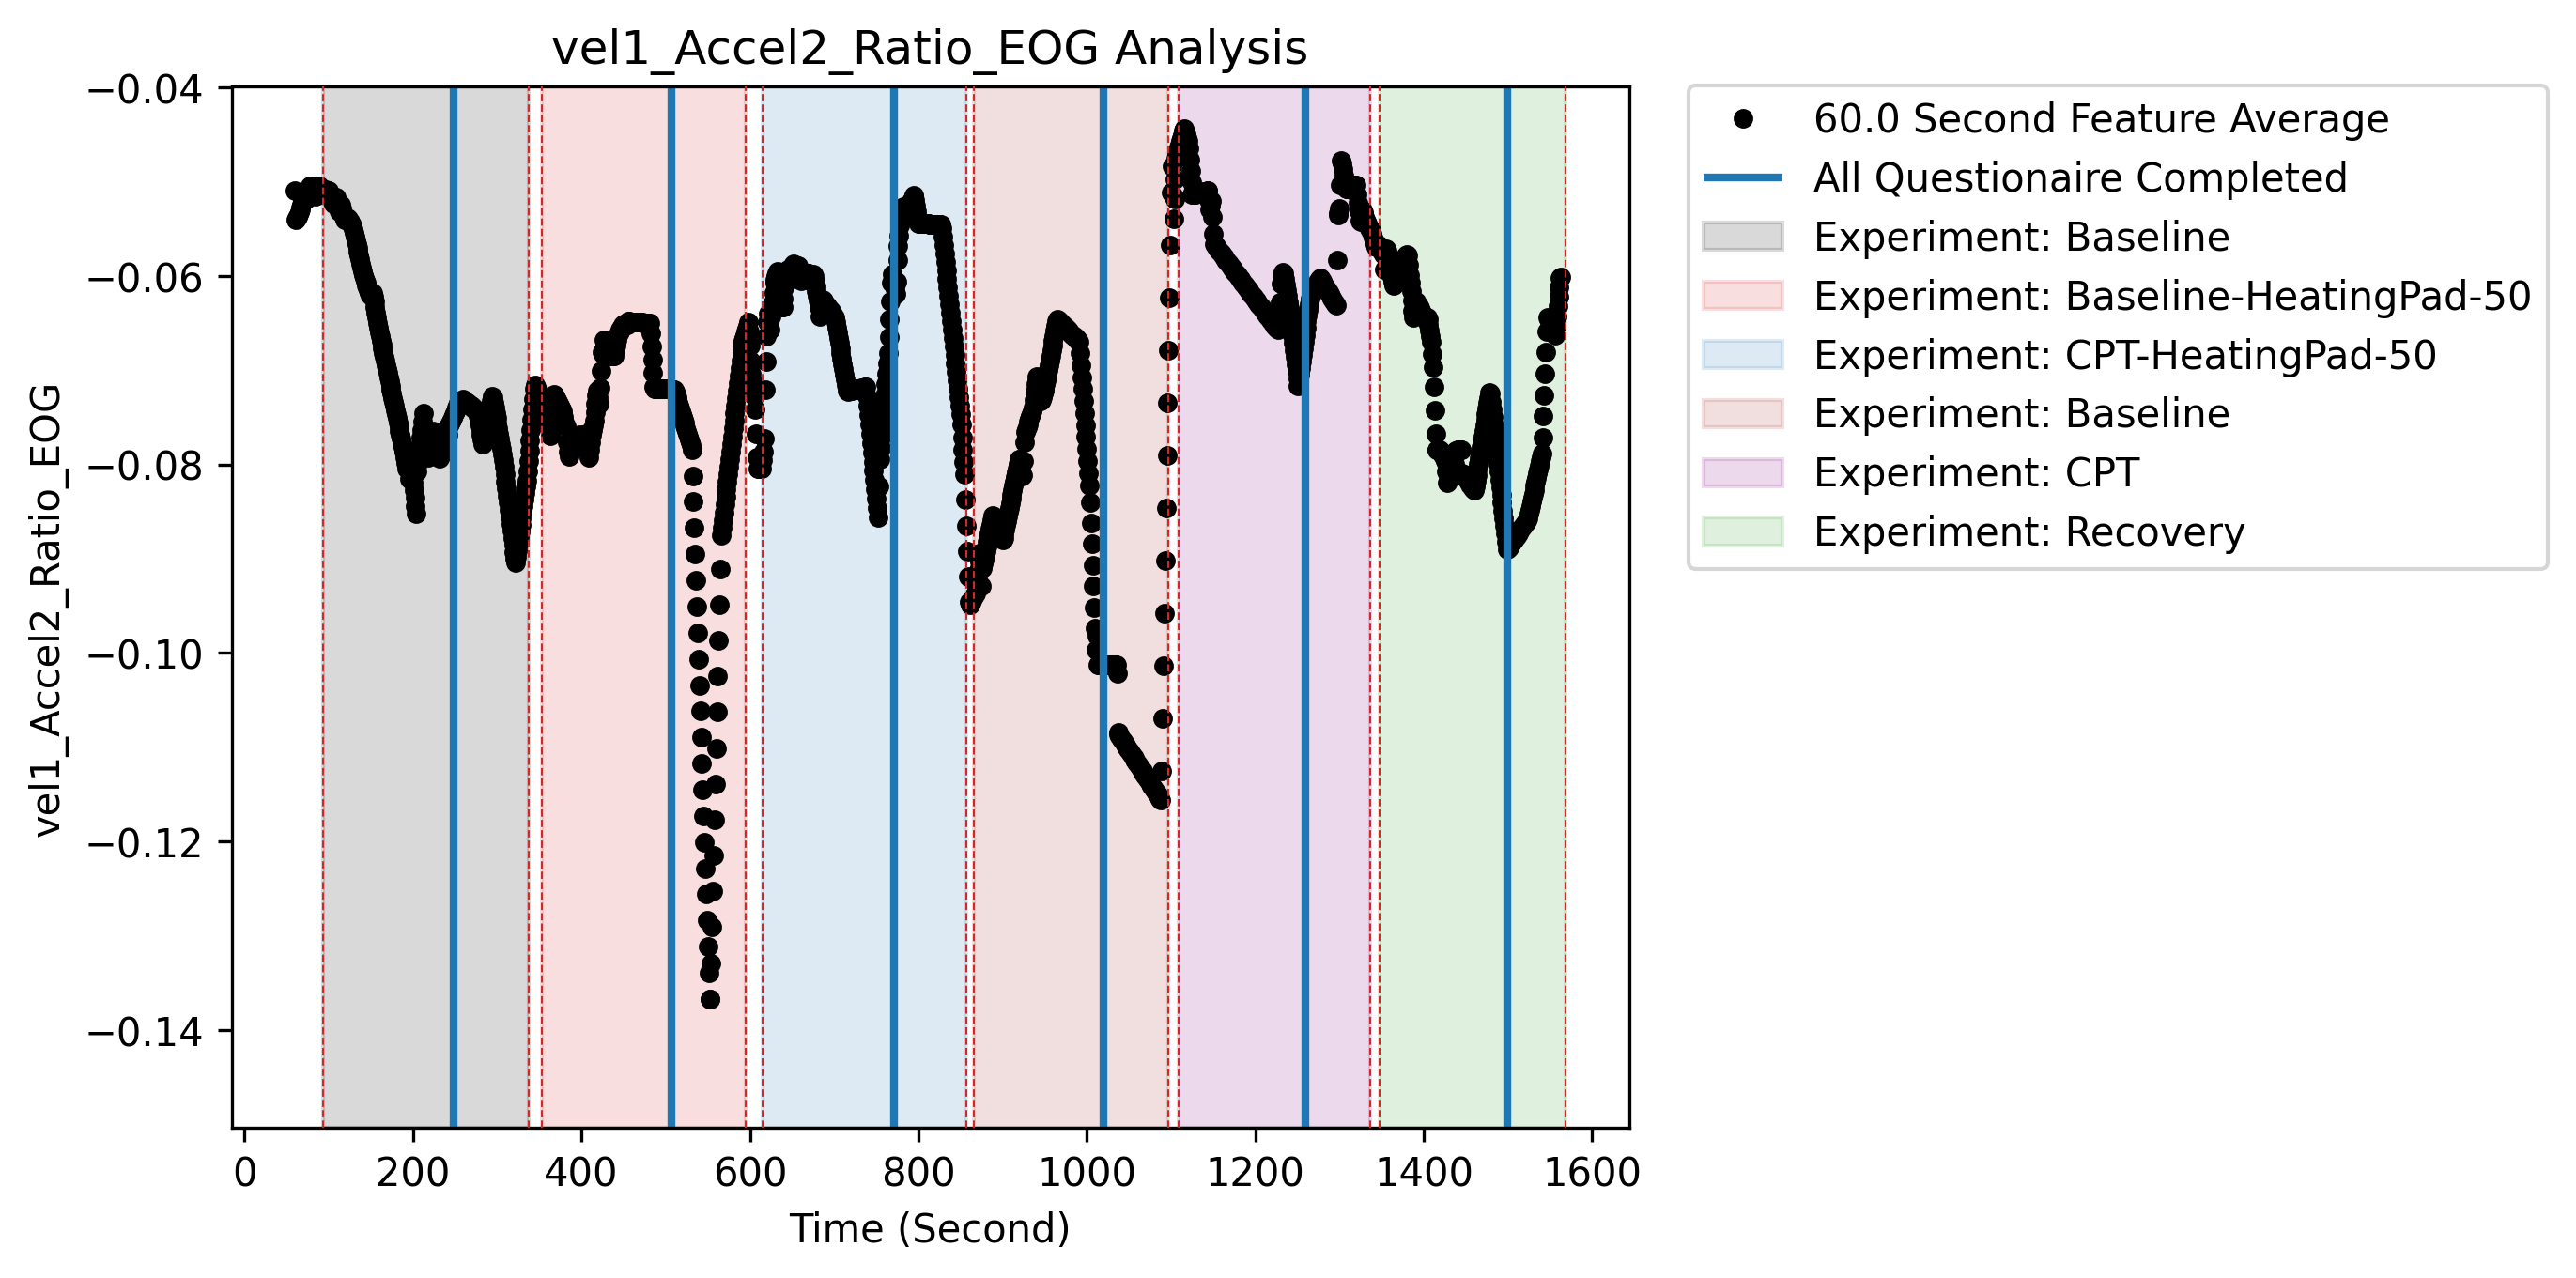 vel1_Accel2_Ratio_EOG Analysis
−0.04
−0.06
−0.08
−0.10
−0.12
−0.14
vel1_Accel2_Ratio_EOG
0 200 400 600 800 1000 1200 1400 1600
Time (Second)
60.0 Second Feature Average
All Questionaire Completed
Experiment: Baseline
Experiment: Baseline-HeatingPad-50
Experiment: CPT-HeatingPad-50
Experiment: Baseline
Experiment: CPT
Experiment: Recovery